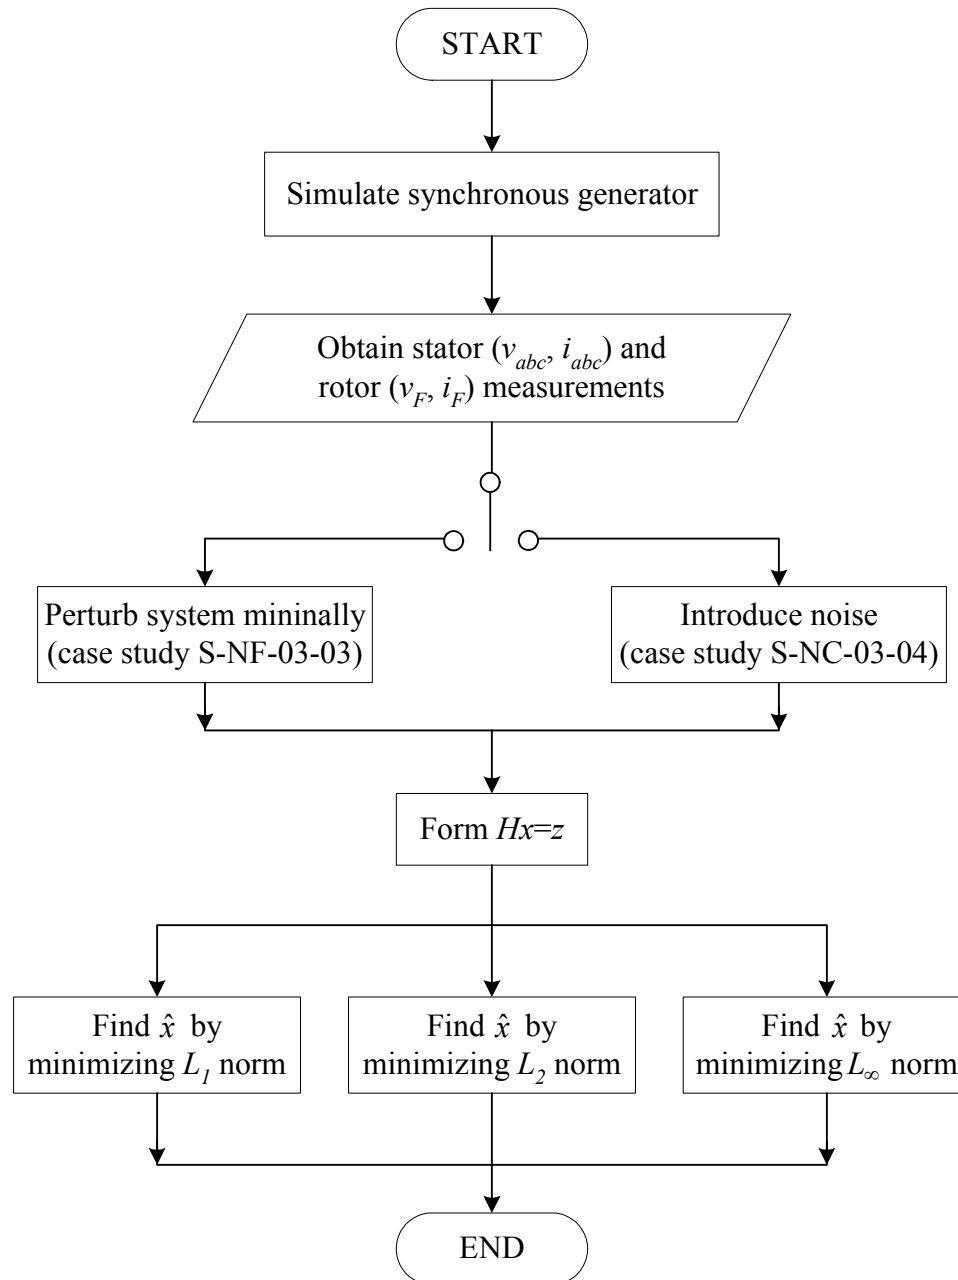 START
Simulate synchronous generator
Obtain stator (v_abc, i_abc) and
rotor (v_F, i_F) measurements
Perturb system mininally
(case study S-NF-03-03)
Introduce noise
(case study S-NC-03-04)
Form Hx=z
Find x̂ by
minimizing L_1 norm
Find x̂ by
minimizing L_2 norm
Find x̂ by
minimizing L_∞ norm
END